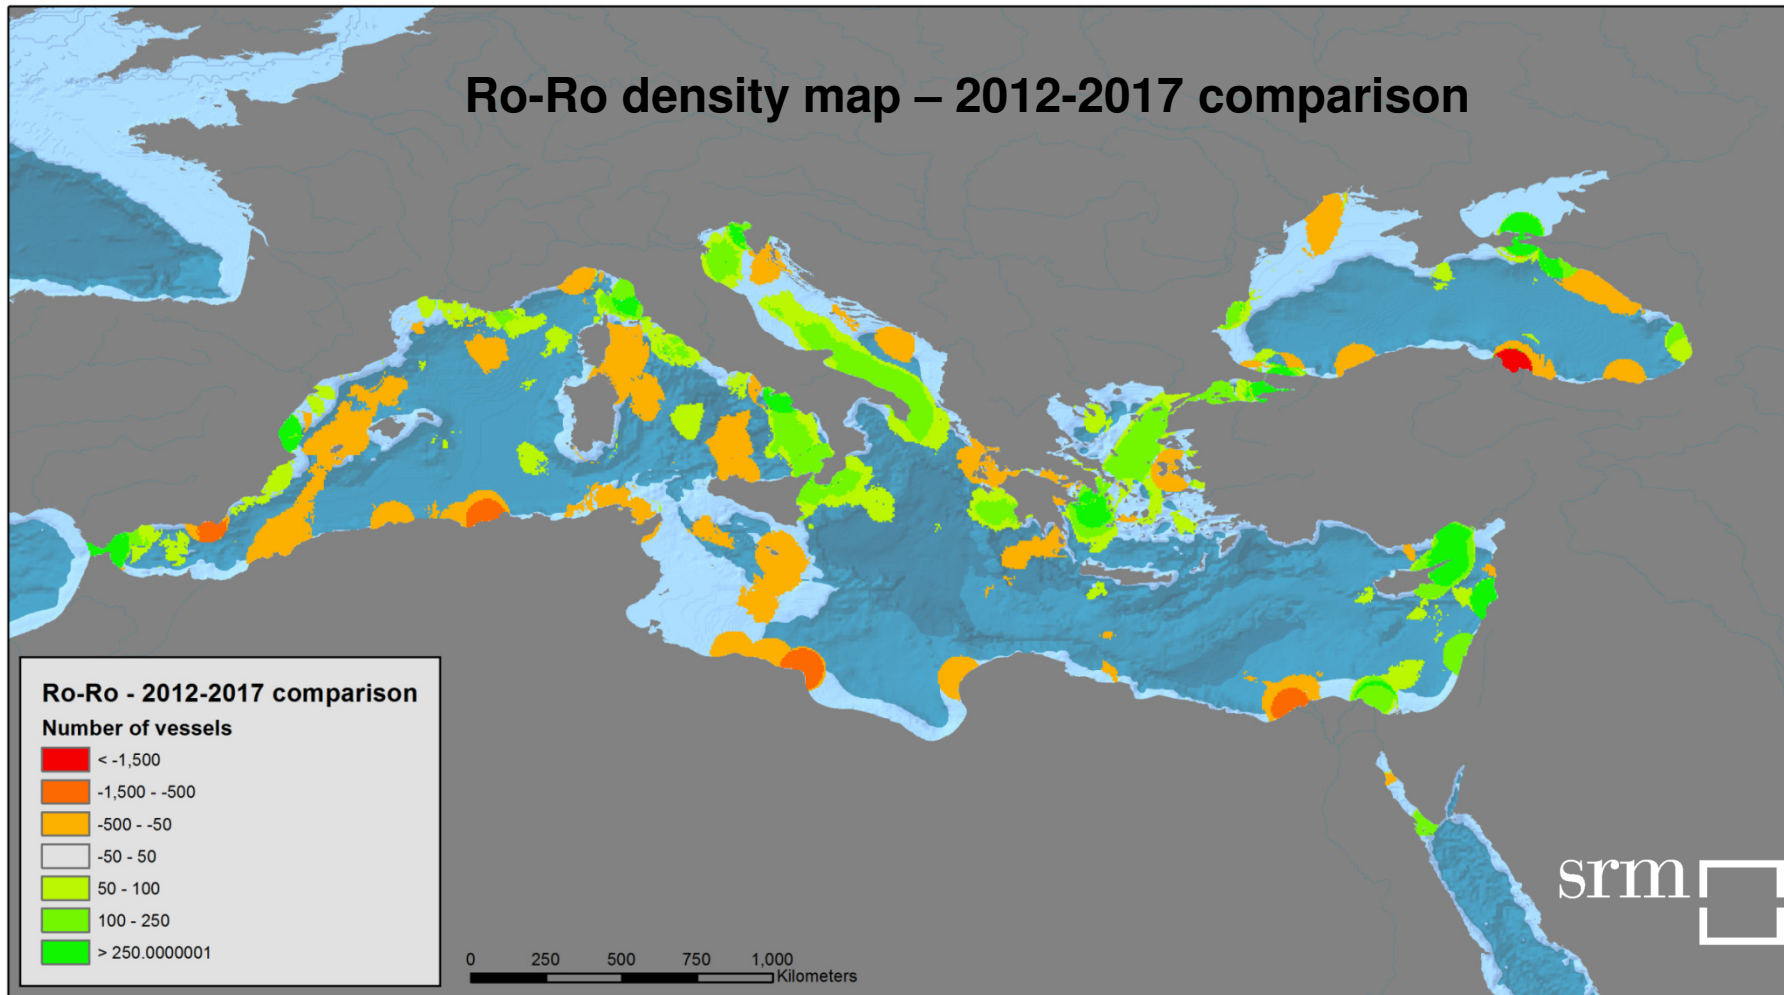 Ro-Ro density map – 2012-2017 comparison
Ro-Ro - 2012-2017 comparison
Number of vessels
< -1,500
-1,500 - -500
-500 - -50
-50 - 50
50 - 100
100 - 250
> 250.0000001
0 250 500 750 1,000
Kilometers
srm